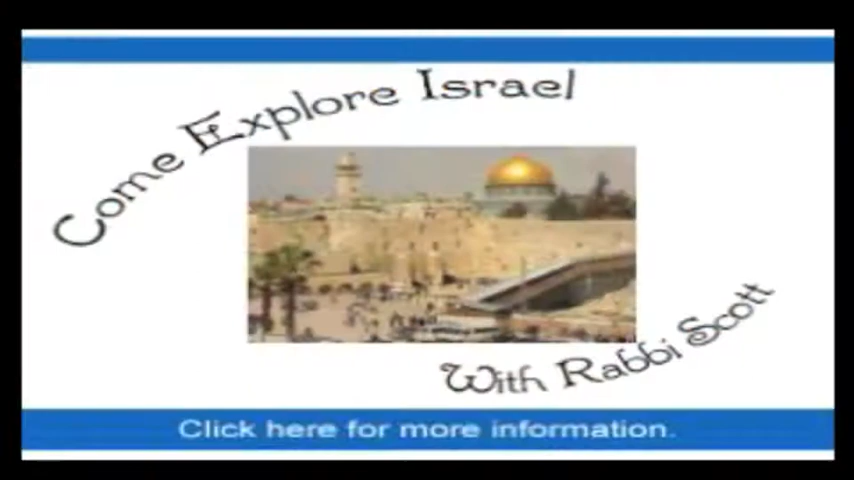 Come Explore Israel
With Rabbi Scott
Click here for more information.